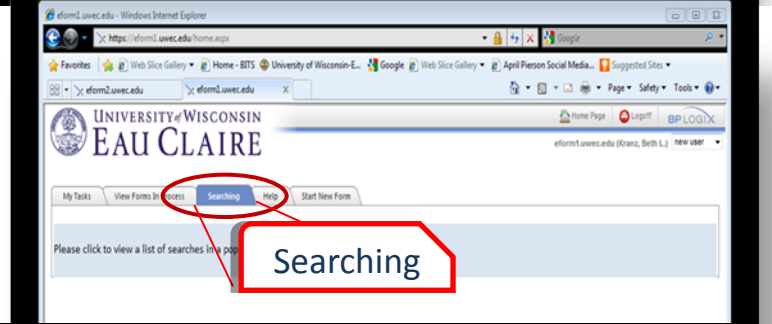 eform1.uwec.edu - Windows Internet Explorer
https://eform1.uwec.edu/home.aspx
Google
Favorites Web Slice Gallery Home - BITS University of Wisconsin-E... Google Web Slice Gallery April Pierson Social Media... Suggested Sites
eform2.uwec.edu eform1.uwec.edu X Page Safety Tools
UNIVERSITY of WISCONSIN
EAU CLAIRE
Home Page Logoff BPLOGIX
eform1.uwec.edu (Kranz, Beth L.) new user
My Tasks View Forms In Process Searching Help Start New Form
Please click to view a list of searches in a pop
Searching